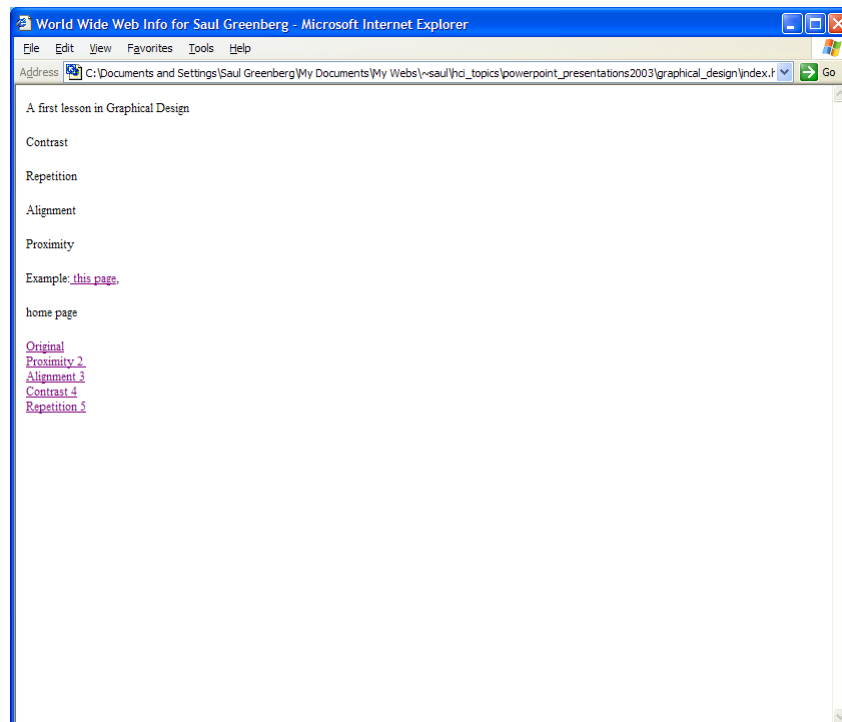 World Wide Web Info for Saul Greenberg - Microsoft Internet Explorer
File Edit View Favorites Tools Help
Address C:\Documents and Settings\Saul Greenberg\My Documents\My Webs\~saul\hci_topics\powerpoint_presentations2003\graphical_design\index.h Go
A first lesson in Graphical Design
Contrast
Repetition
Alignment
Proximity
Example: this page,
home page
Original
Proximity 2
Alignment 3
Contrast 4
Repetition 5